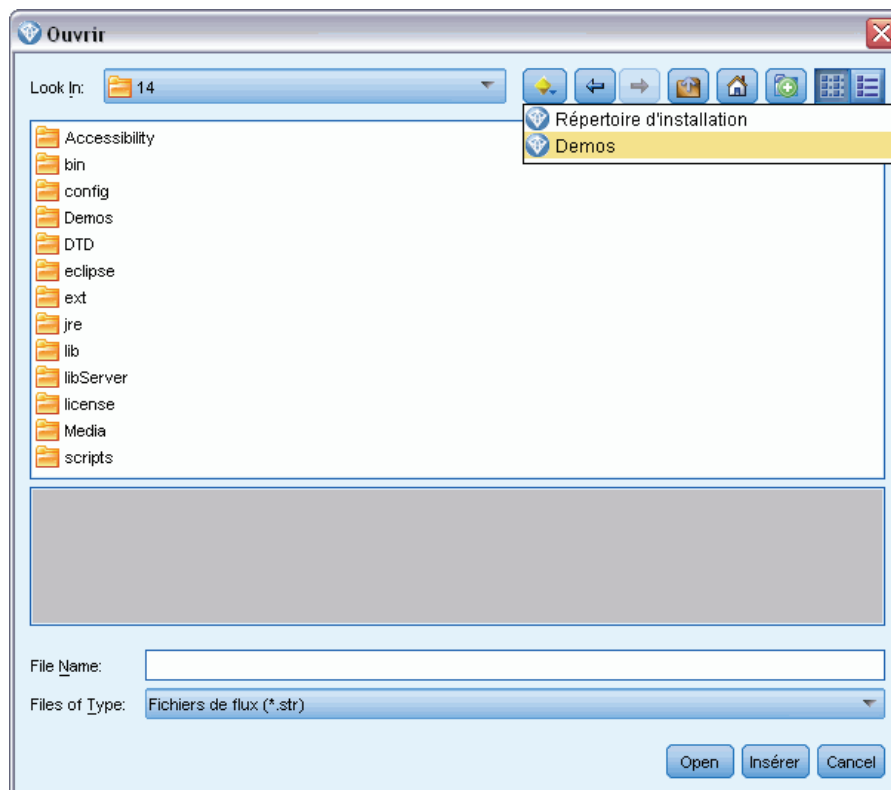 Ouvrir
Look In: 14
Répertoire d'installation
Demos
Accessibility
bin
config
Demos
DTD
eclipse
ext
jre
lib
libServer
license
Media
scripts
File Name:
Files of Type: Fichiers de flux (*.str)
Open Insérer Cancel